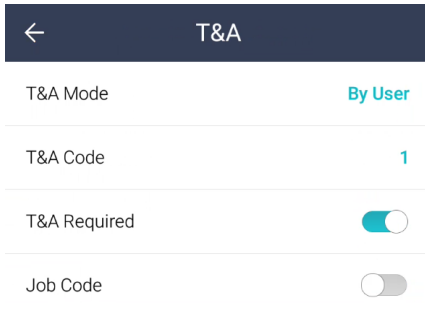 T&A
T&A Mode By User
T&A Code 1
T&A Required
Job Code